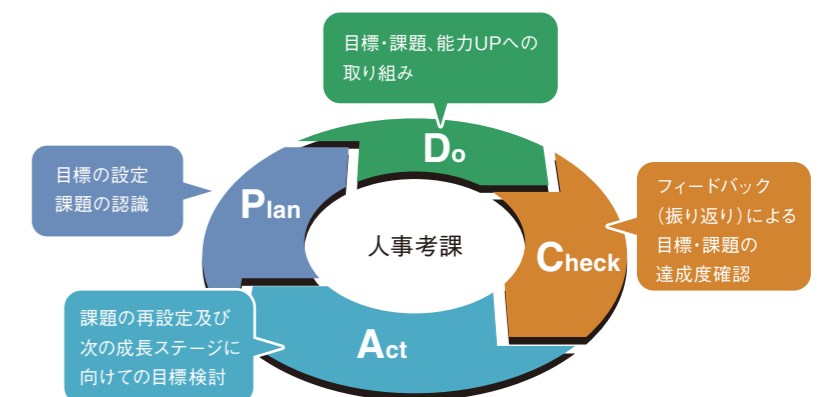 目標・課題、能力UPへの
取り組み
Do
目標の設定
課題の認識
Plan
フィードバック
（振り返り）による
目標・課題の
達成度確認
Check
人事考課
課題の再設定及び
次の成長ステージに
向けての目標検討
Act